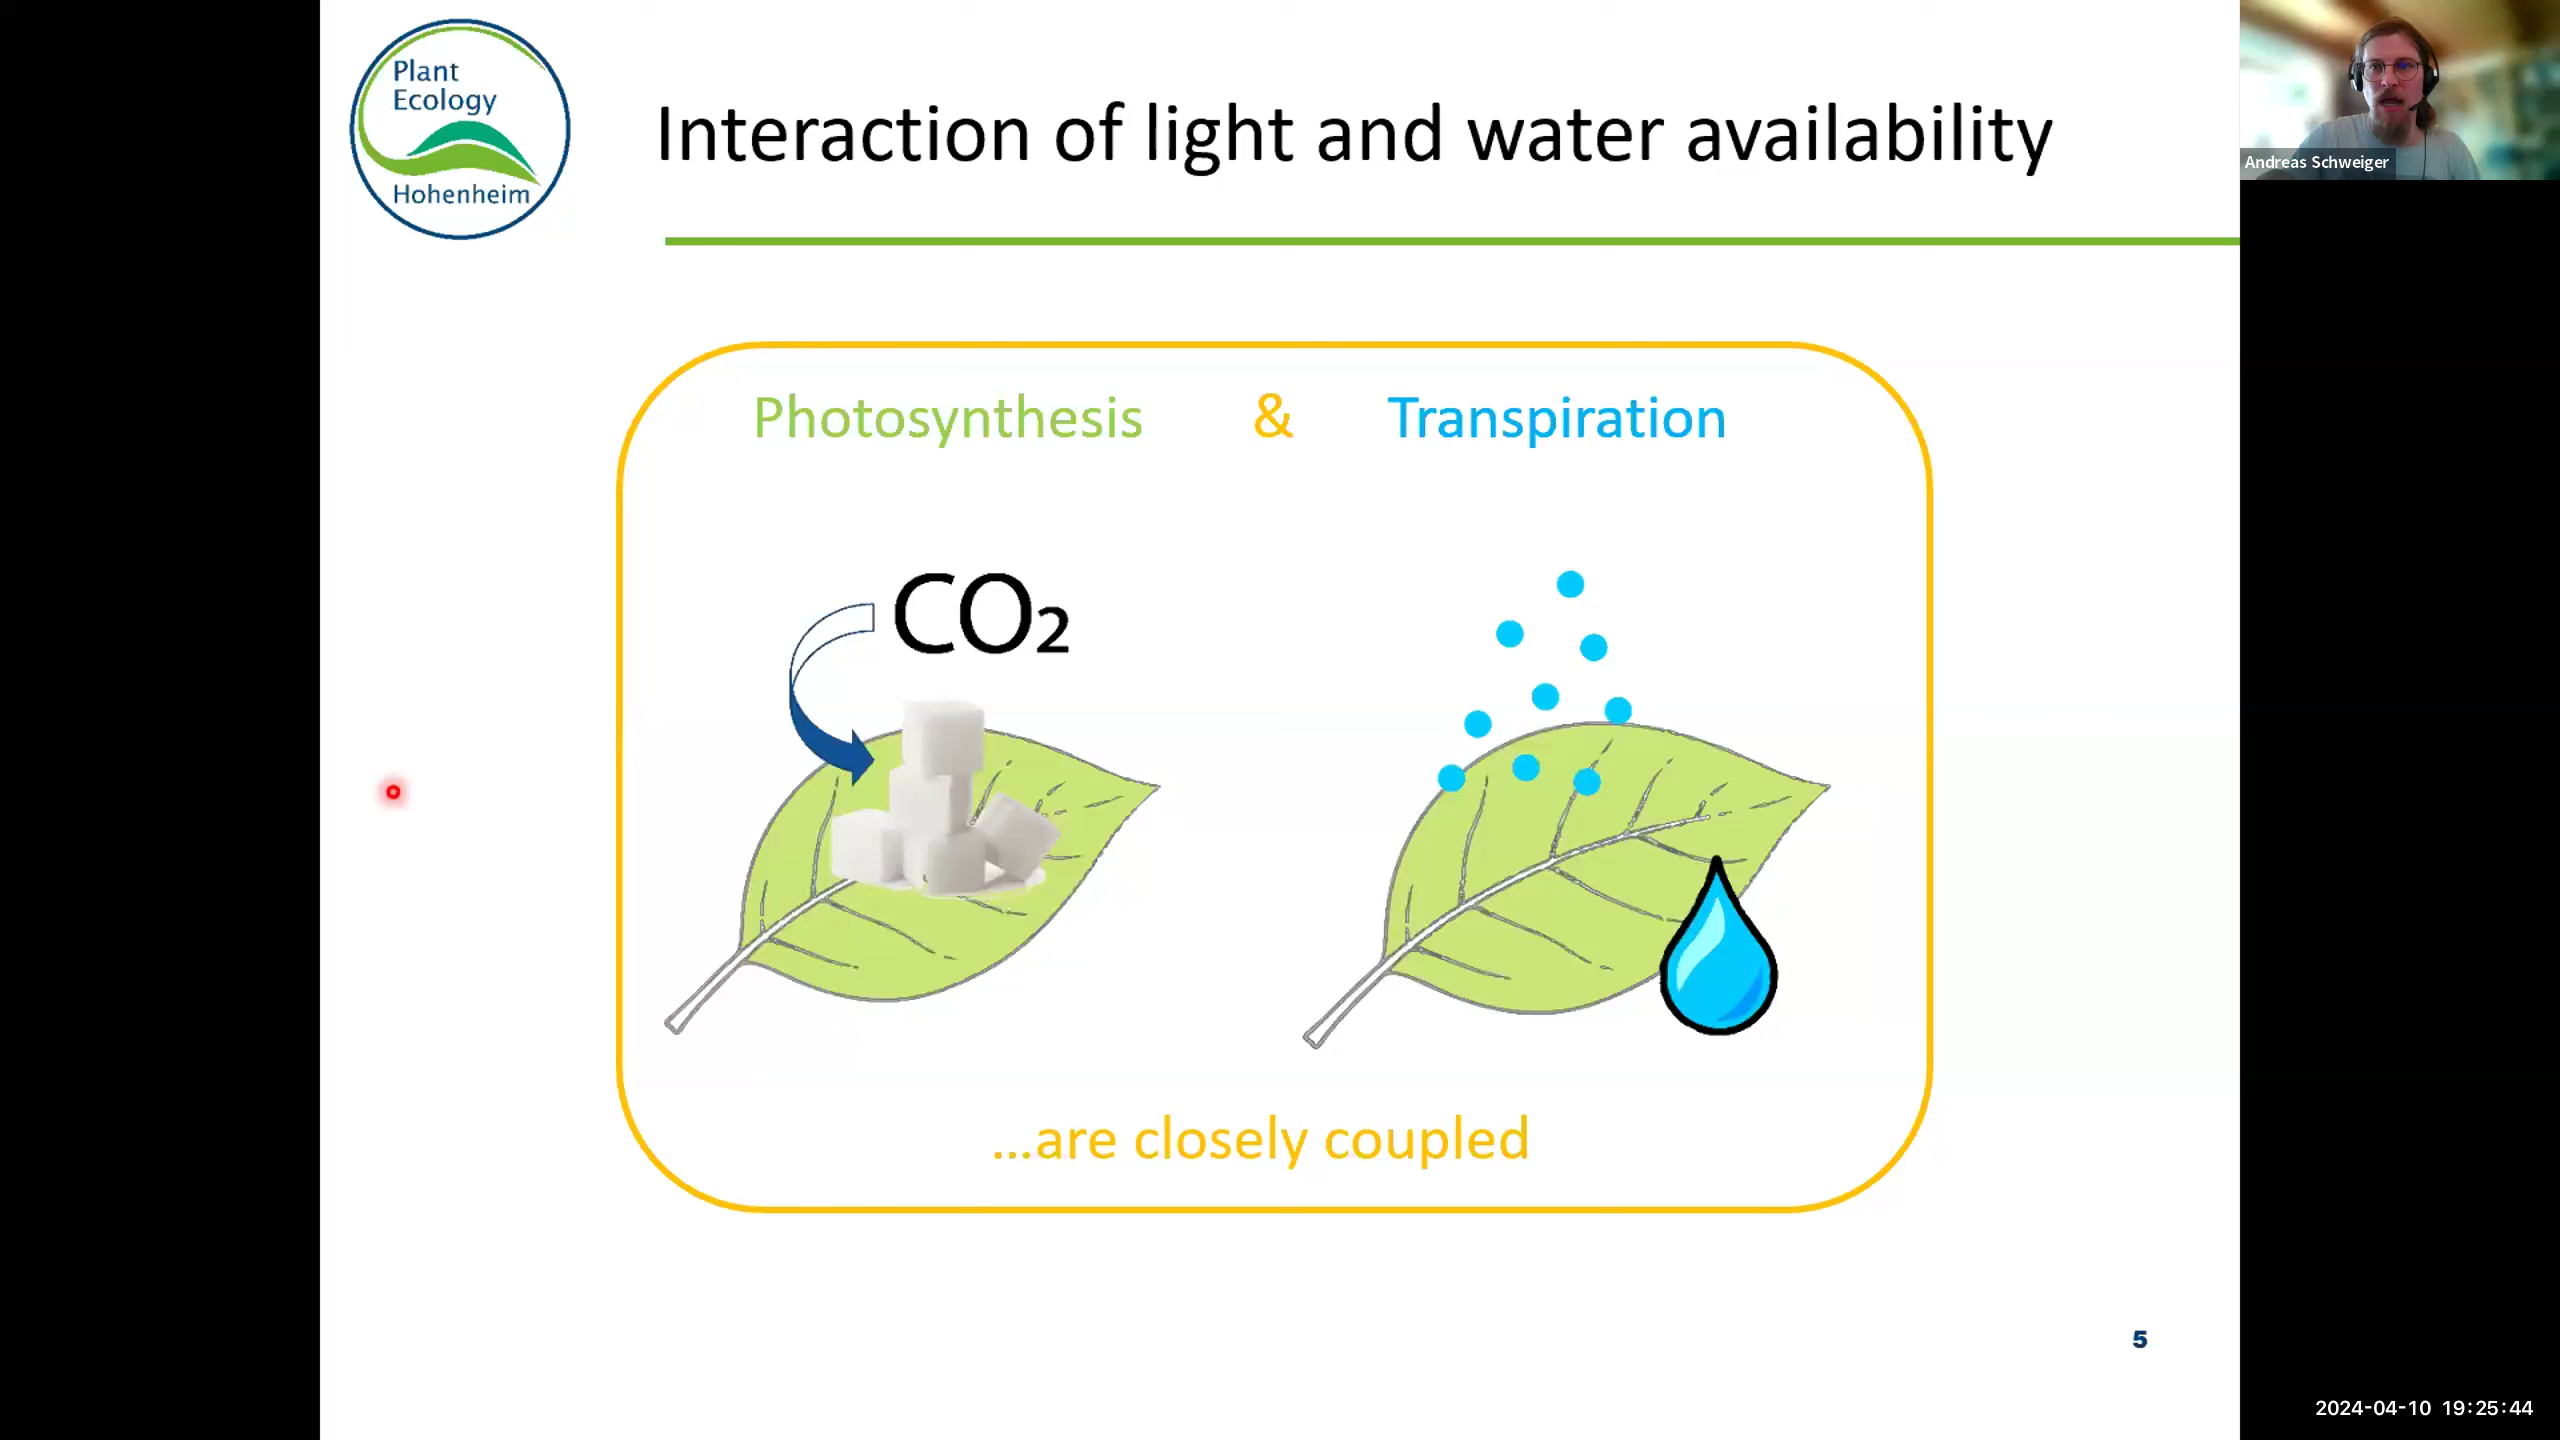 Plant
Ecology
Hohenheim
Interaction of light and water availability
Andreas Schweiger
Photosynthesis & Transpiration
CO₂
...are closely coupled
5
2024-04-10 19:25:44